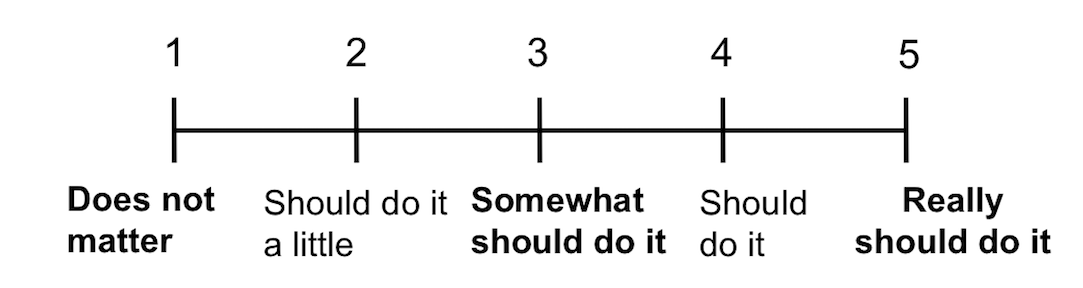 1 2 3 4 5
Does not Should do it Somewhat Should Really
matter a little should do it do it should do it